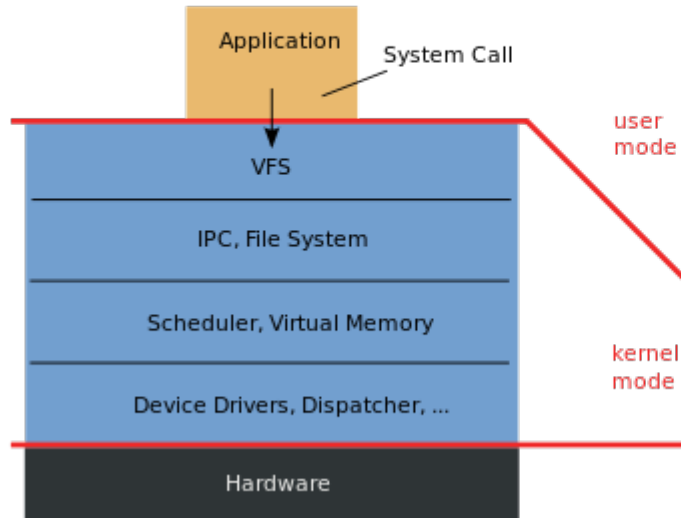 Application
System Call
user
mode
VFS
IPC, File System
Scheduler, Virtual Memory
kernel
mode
Device Drivers, Dispatcher, ...
Hardware